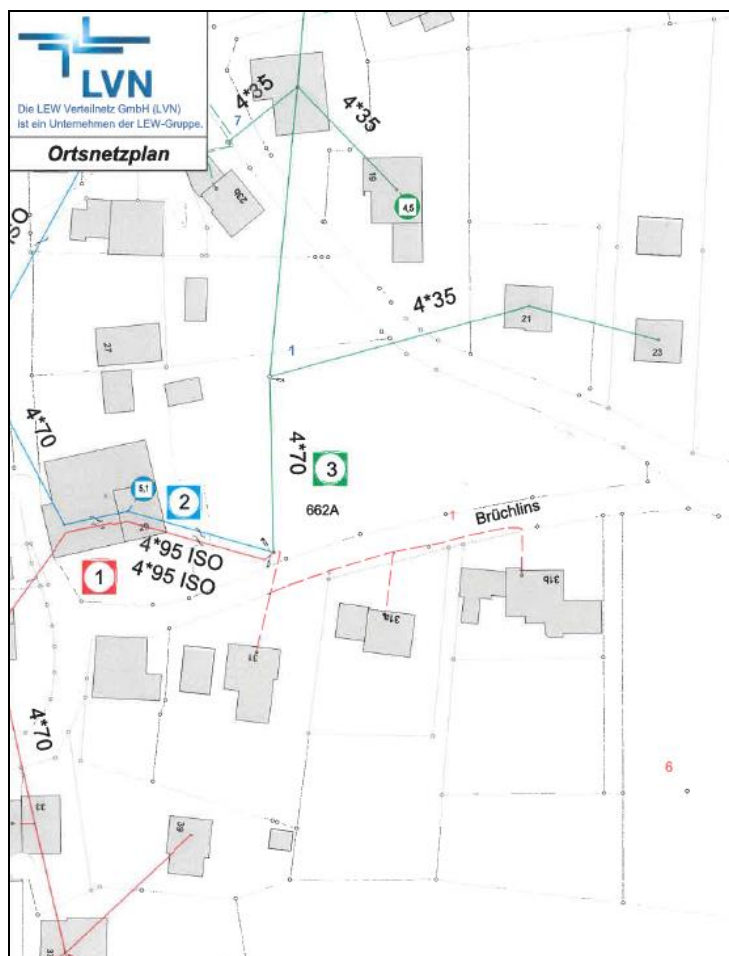 LVN
Die LEW Verteilnetz GmbH (LVN)
ist ein Unternehmen der LEW-Gruppe.
Ortsnetzplan
4*35
4*35
7
23b
19
4,5
4*35
21
23
27
1
4*70
4*70
3
662A
5,1
2
1
Brüchlins
4*95 ISO
4*95 ISO
1
31b
31a
31
4*70
6
33
39